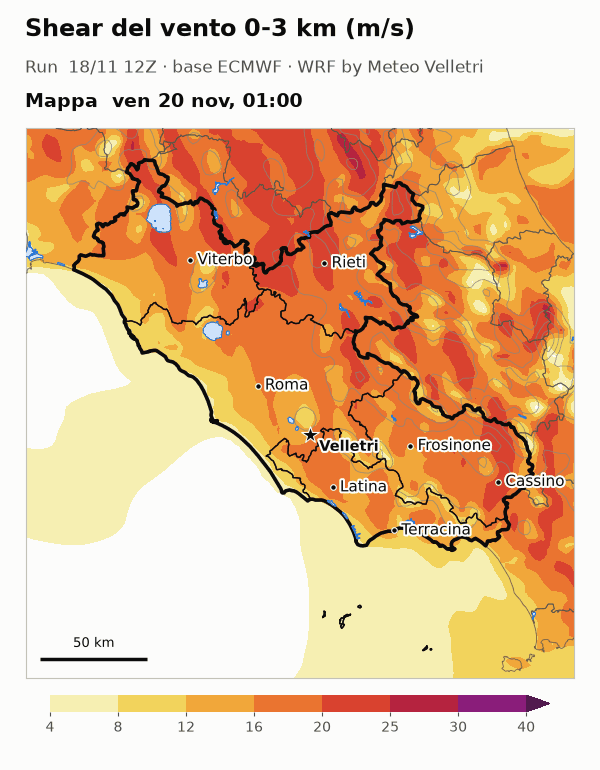 Shear del vento 0-3 km (m/s)
Run 18/11 12Z · base ECMWF · WRF by Meteo Velletri
Mappa ven 20 nov, 01:00
Viterbo
Rieti
Roma
Velletri
Frosinone
Latina
Cassino
Terracina
50 km
4 8 12 16 20 25 30 40